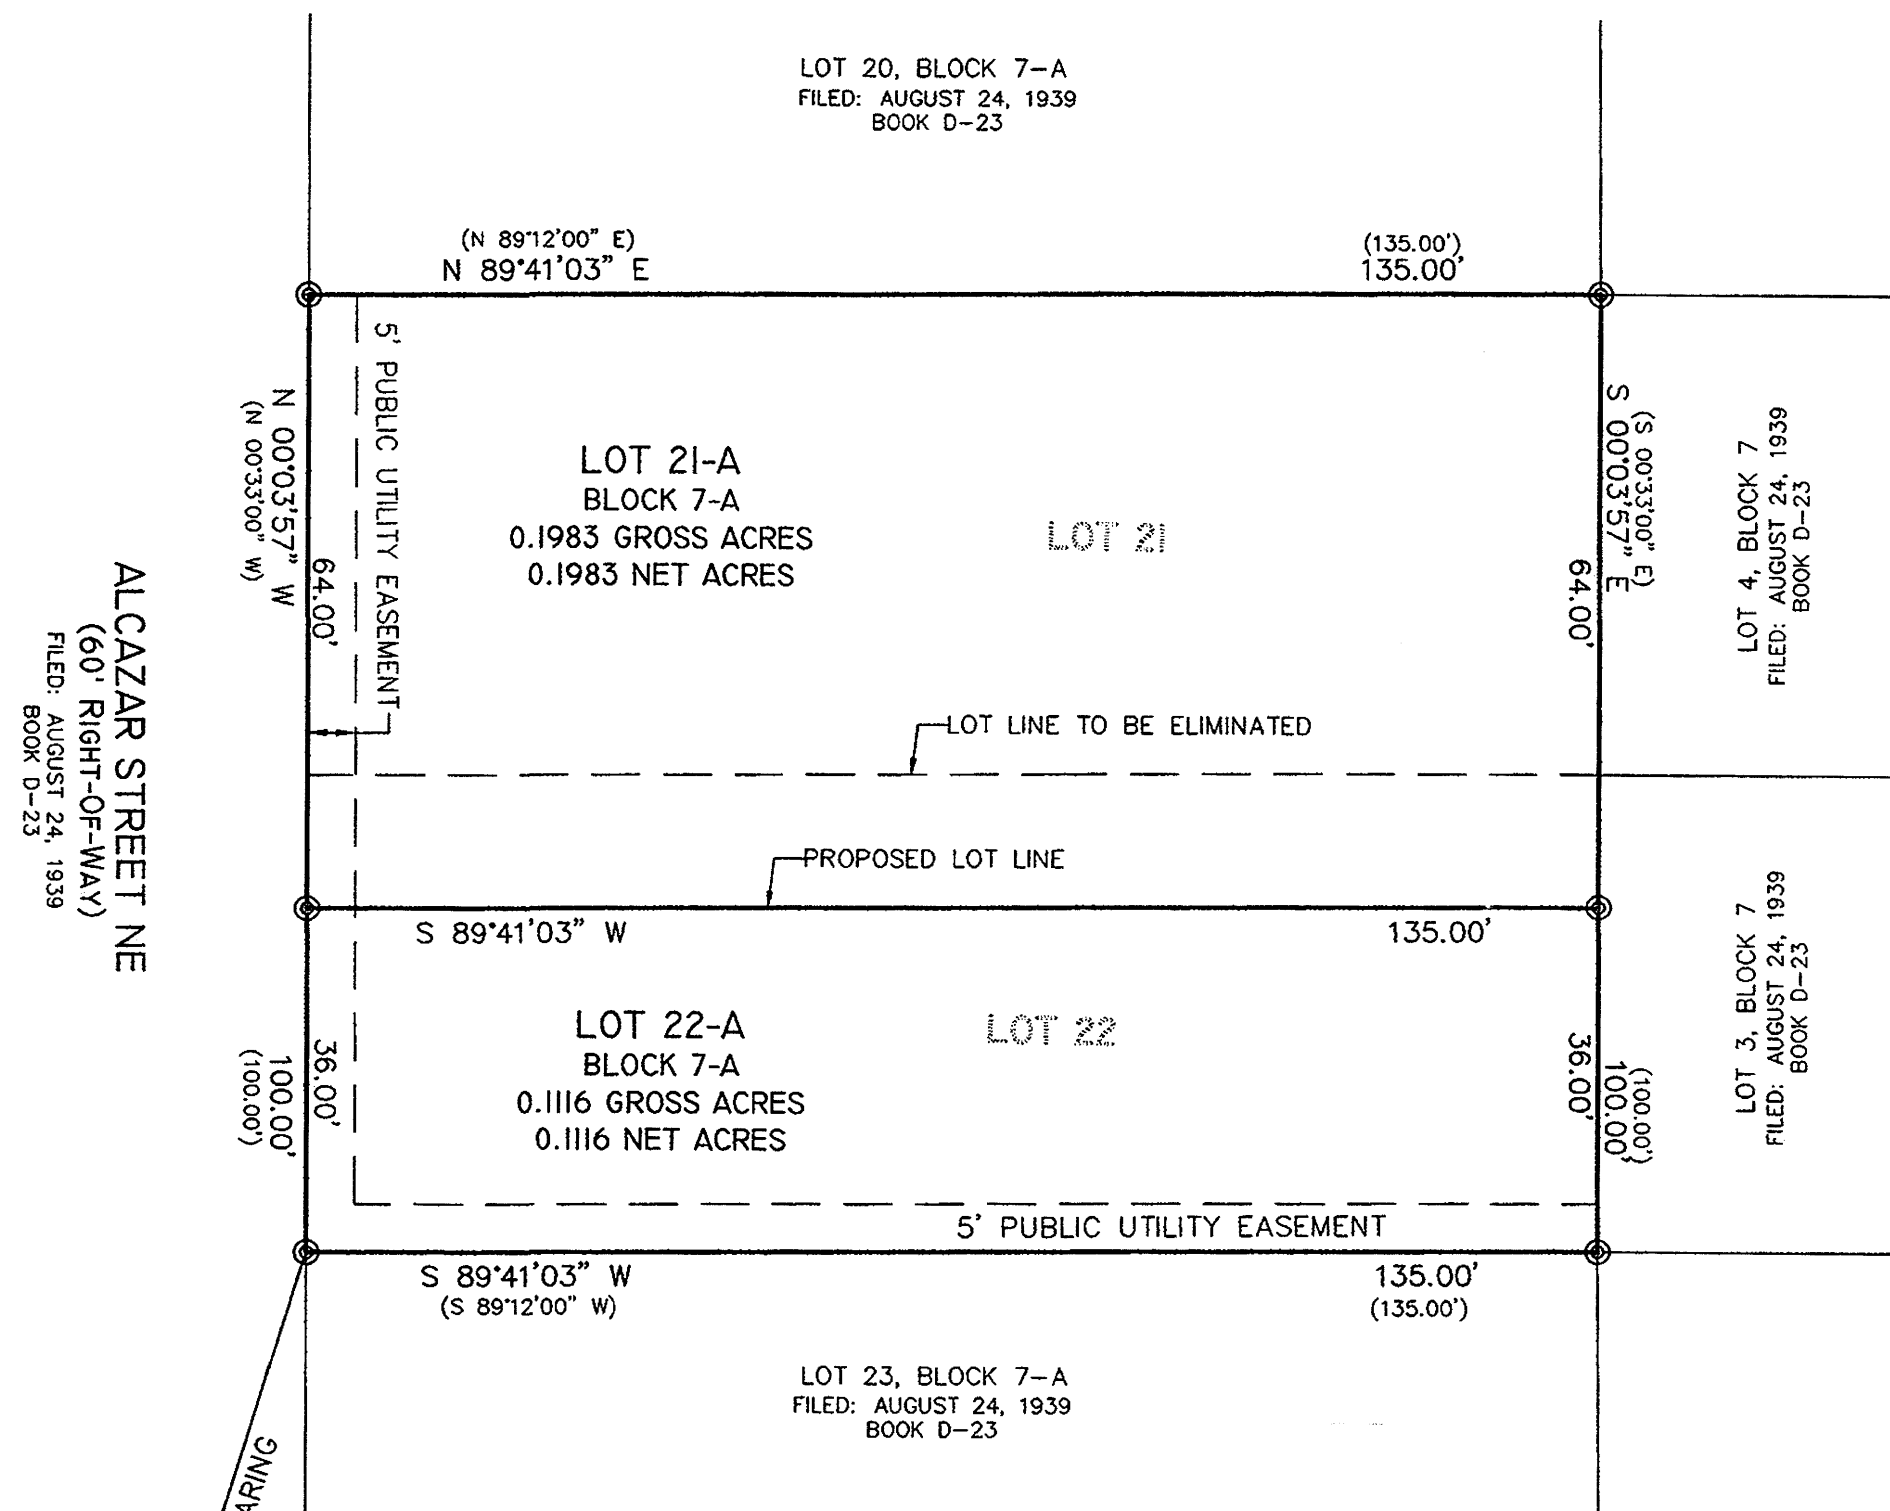 LOT 20, BLOCK 7-A
FILED: AUGUST 24, 1939
BOOK D-23
(N 89°12'00" E)
N 89°41'03" E
(135.00')
135.00'
5' PUBLIC UTILITY EASEMENT
N 00°03'57" W
(N 00°33'00" W)
64.00'
LOT 21-A
BLOCK 7-A
0.1983 GROSS ACRES
0.1983 NET ACRES
LOT 21
(S 00°33'00" E)
S 00°03'57" E
64.00'
LOT 4, BLOCK 7
FILED: AUGUST 24, 1939
BOOK D-23
ALCAZAR STREET NE
(60' RIGHT-OF-WAY)
FILED: AUGUST 24, 1939
BOOK D-23
LOT LINE TO BE ELIMINATED
PROPOSED LOT LINE
S 89°41'03" W
135.00'
LOT 22-A
BLOCK 7-A
0.1116 GROSS ACRES
0.1116 NET ACRES
LOT 22
36.00'
100.00'
(100.00')
36.00'
(100.00')
100.00'
LOT 3, BLOCK 7
FILED: AUGUST 24, 1939
BOOK D-23
5' PUBLIC UTILITY EASEMENT
S 89°41'03" W
(S 89°12'00" W)
135.00'
(135.00')
LOT 23, BLOCK 7-A
FILED: AUGUST 24, 1939
BOOK D-23
ARING